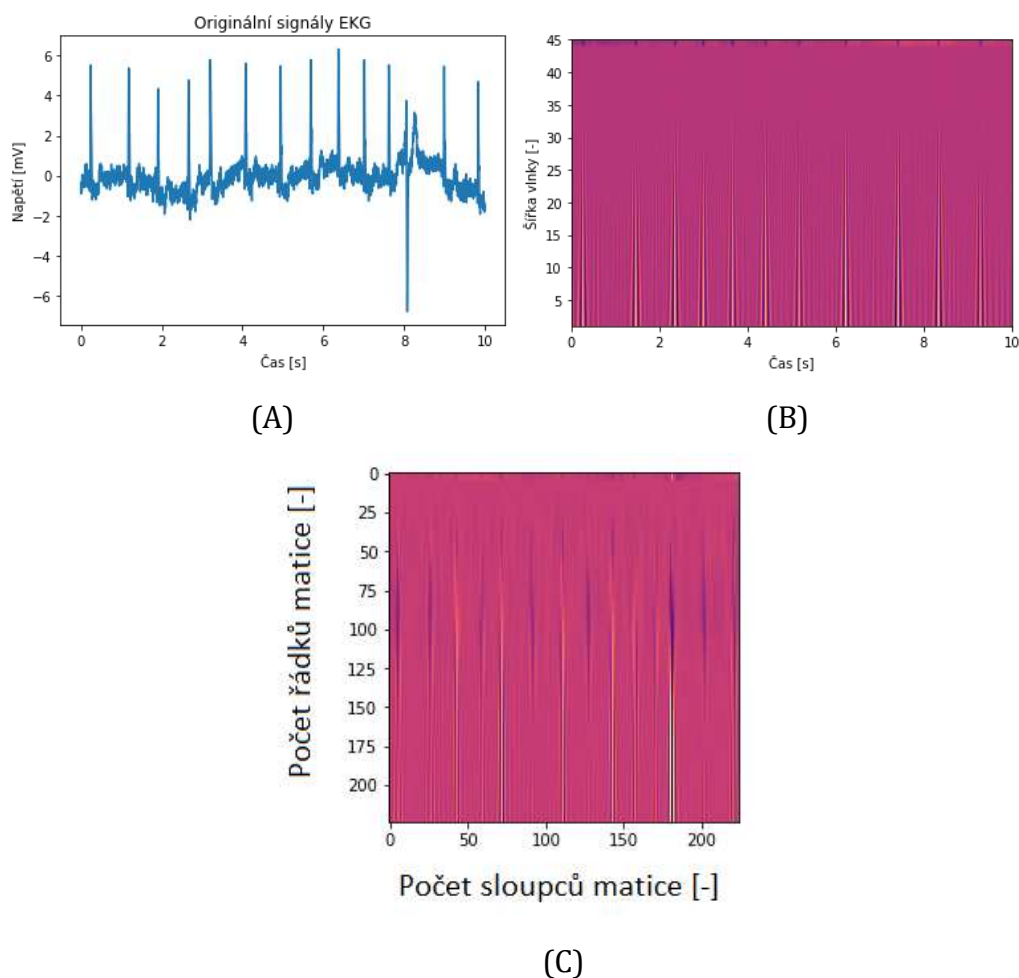 Originální signály EKG
Napětí [mV]
6
4
2
0
−2
−4
−6
0 2 4 6 8 10
Čas [s]
(A)
Šířka vlnky [-]
45
40
35
30
25
20
15
10
5
0 2 4 6 8 10
Čas [s]
(B)
Počet řádků matice [-]
0
25
50
75
100
125
150
175
200
0 50 100 150 200
Počet sloupců matice [-]
(C)